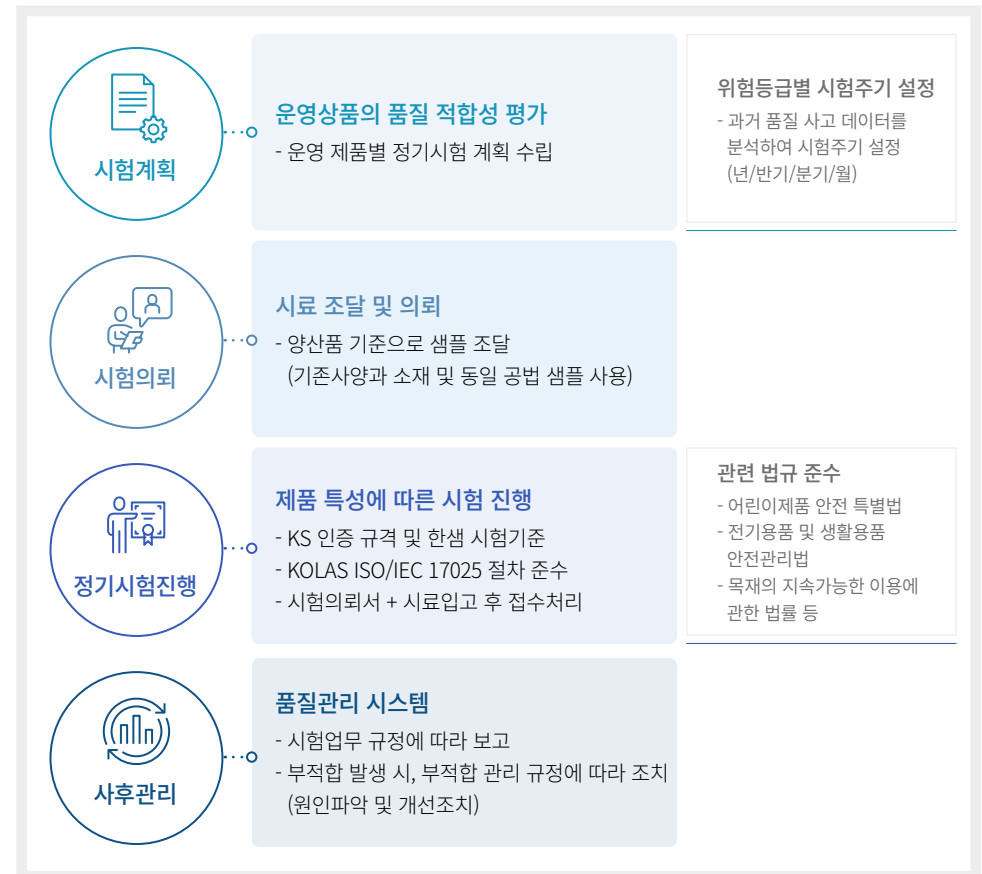 시험계획
운영상품의 품질 적합성 평가
- 운영 제품별 정기시험 계획 수립
위험등급별 시험주기 설정
- 과거 품질 사고 데이터를
분석하여 시험주기 설정
(년/반기/분기/월)
시험의뢰
시료 조달 및 의뢰
- 양산품 기준으로 샘플 조달
(기존사양과 소재 및 동일 공법 샘플 사용)
정기시험진행
제품 특성에 따른 시험 진행
- KS 인증 규격 및 한샘 시험기준
- KOLAS ISO/IEC 17025 절차 준수
- 시험의뢰서 + 시료입고 후 접수처리
관련 법규 준수
- 어린이제품 안전 특별법
- 전기용품 및 생활용품
안전관리법
- 목재의 지속가능한 이용에
관한 법률 등
사후관리
품질관리 시스템
- 시험업무 규정에 따라 보고
- 부적합 발생 시, 부적합 관리 규정에 따라 조치
(원인파악 및 개선조치)